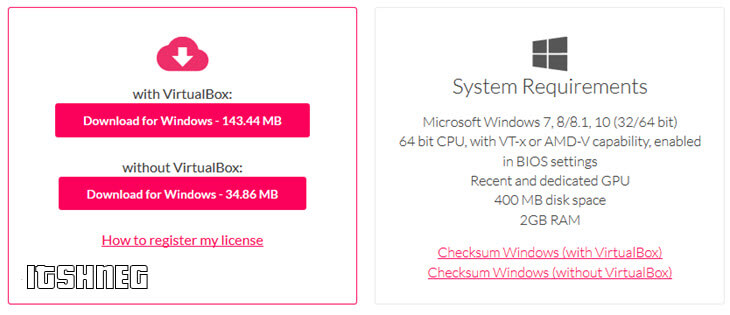 with VirtualBox:
Download for Windows - 143.44 MB
without VirtualBox:
Download for Windows - 34.86 MB
How to register my license
ITSHNEG
System Requirements
Microsoft Windows 7, 8/8.1, 10 (32/64 bit)
64 bit CPU, with VT-x or AMD-V capability, enabled
in BIOS settings
Recent and dedicated GPU
400 MB disk space
2GB RAM
Checksum Windows (with VirtualBox)
Checksum Windows (without VirtualBox)